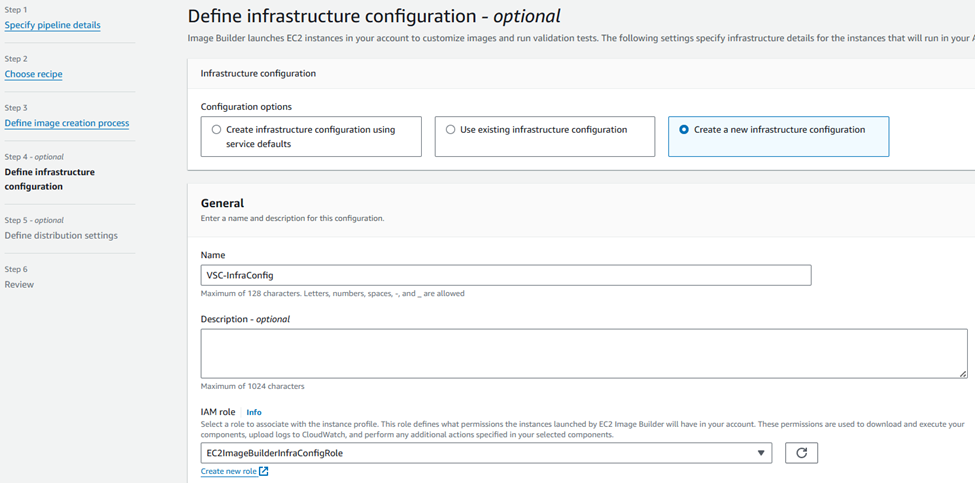 Step 1
Specify pipeline details
Step 2
Choose recipe
Step 3
Define image creation process
Step 4 - optional
Define infrastructure
configuration
Step 5 - optional
Define distribution settings
Step 6
Review
Define infrastructure configuration - optional
Image Builder launches EC2 instances in your account to customize images and run validation tests. The following settings specify infrastructure details for the instances that will run in your
Infrastructure configuration
Configuration options
Create infrastructure configuration using
service defaults
Use existing infrastructure configuration
Create a new infrastructure configuration
General
Enter a name and description for this configuration.
Name
VSC-InfraConfig
Maximum of 128 characters. Letters, numbers, spaces, -, and _ are allowed
Description - optional
Maximum of 1024 characters
IAM role Info
Select a role to associate with the instance profile. This role defines what permissions the instances launched by EC2 Image Builder will have in your account. These permissions are used to download and execute your
components, upload logs to CloudWatch, and perform any additional actions specified in your selected components.
EC2ImageBuilderInfraConfigRole
Create new role